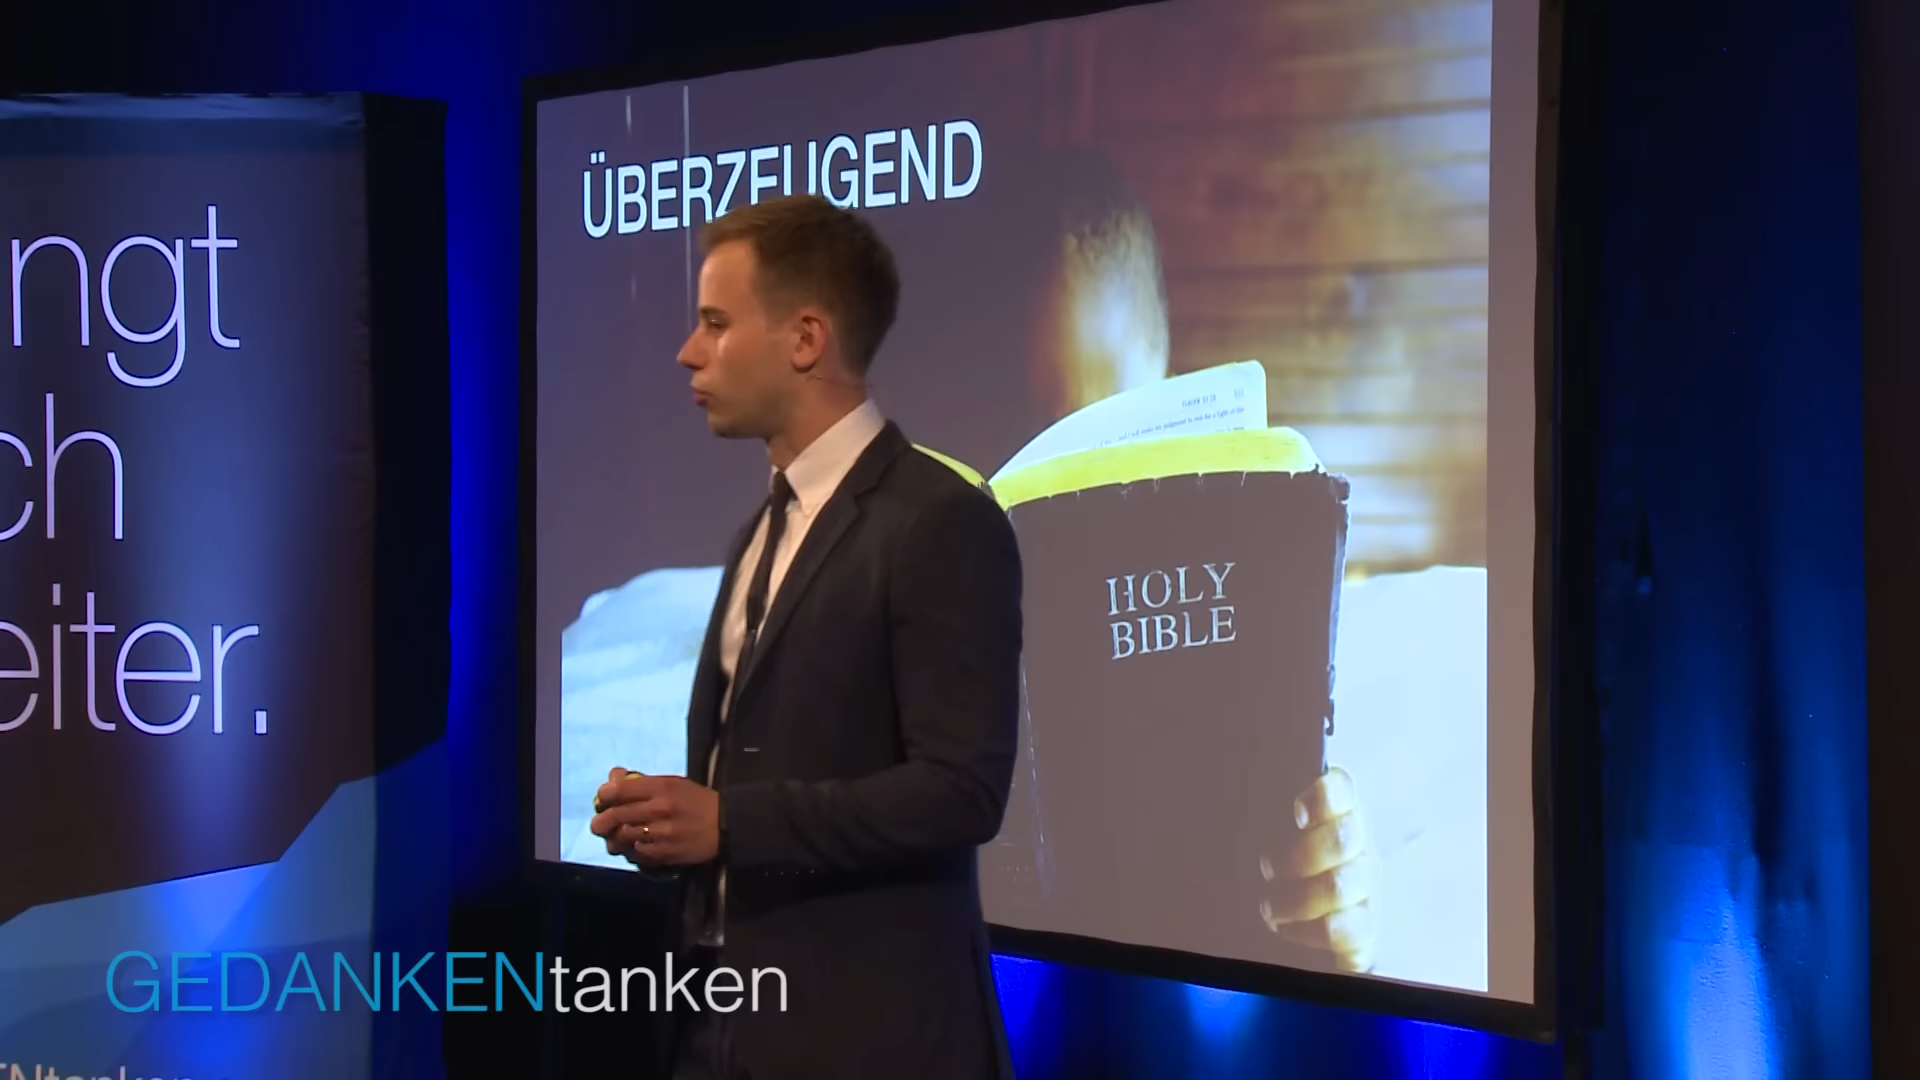 ngt
ch
eiter.
ÜBERZEUGEND
HOLY
BIBLE
GEDANKENtanken